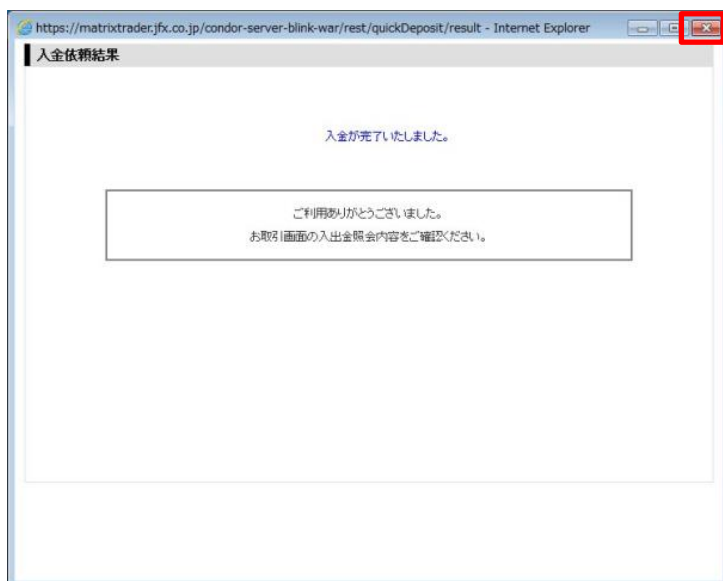 https://matrixtrader.jfx.co.jp/condor-server-blink-war/rest/quickDeposit/result - Internet Explorer
入金依頼結果
入金が完了いたしました。
ご利用ありがとうございました。
お取引画面の入出金照会内容をご確認ください。